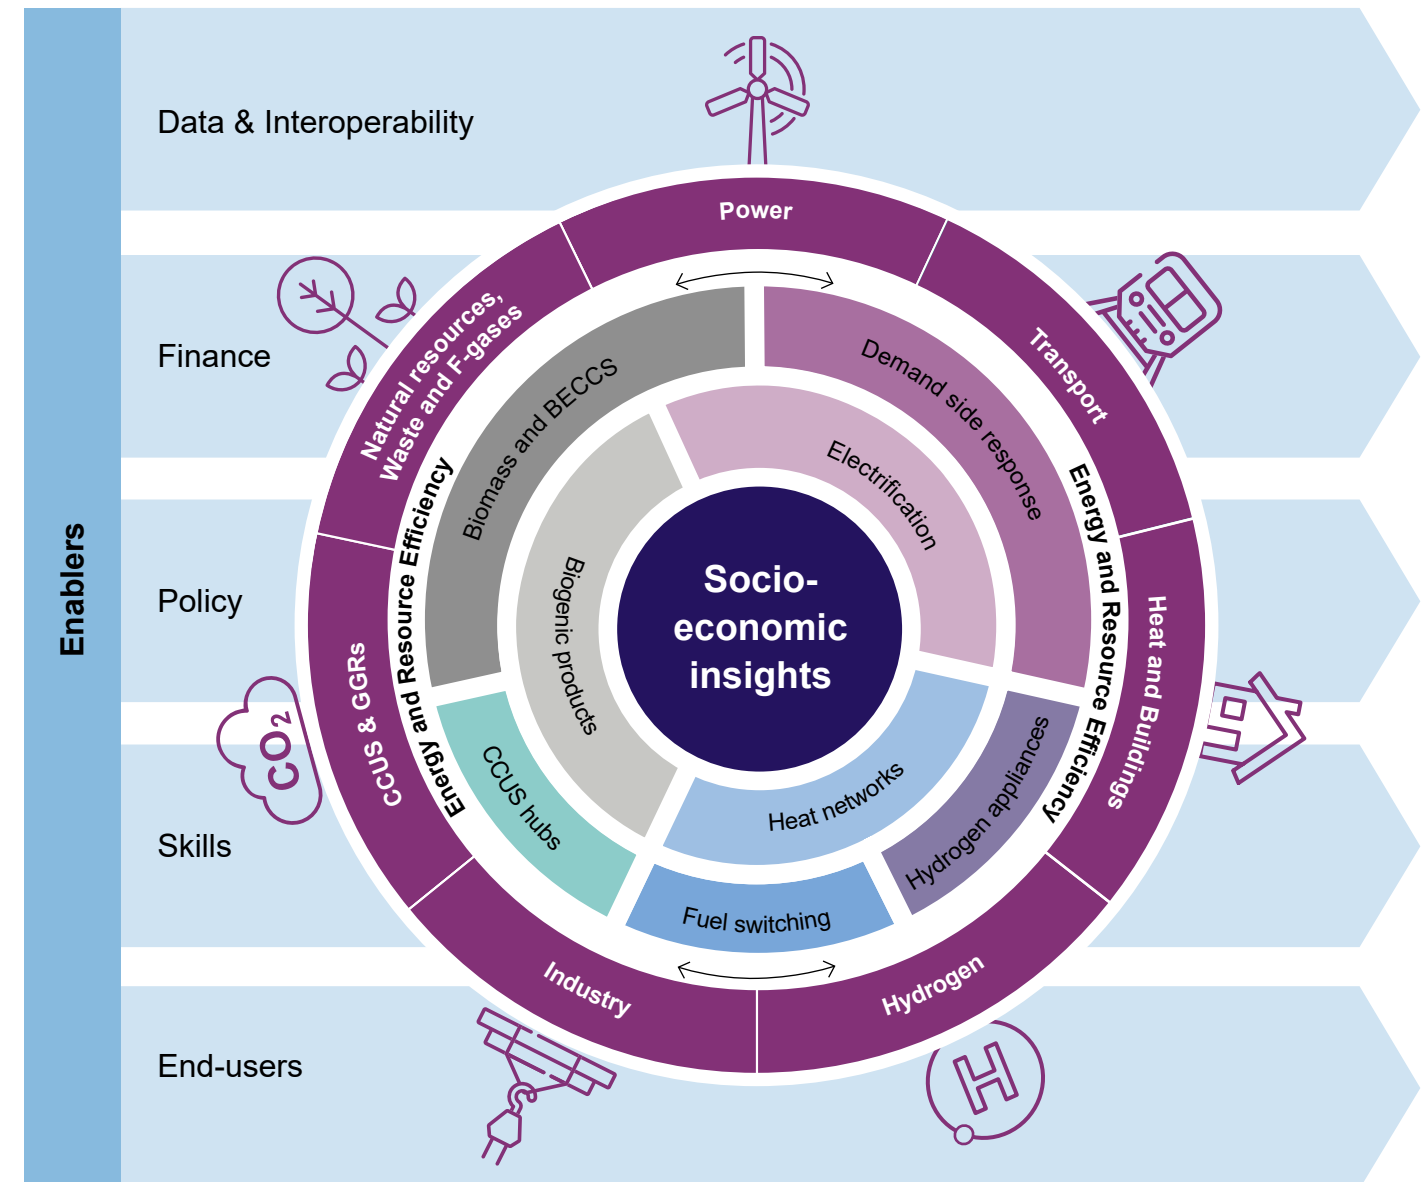 Enablers
Data & Interoperability
Finance
Policy
Skills
End-users
Power
Transport
Heat and Buildings
Hydrogen
Industry
CCUS & GGRs
CO2
Natural resources,
Waste and F-gases
Energy and Resource Efficiency
Energy and Resource Efficiency
Biomass and BECCS
Demand side response
Hydrogen appliances
Fuel switching
CCUS hubs
Biogenic products
Electrification
Heat networks
Socio-
economic
insights
H